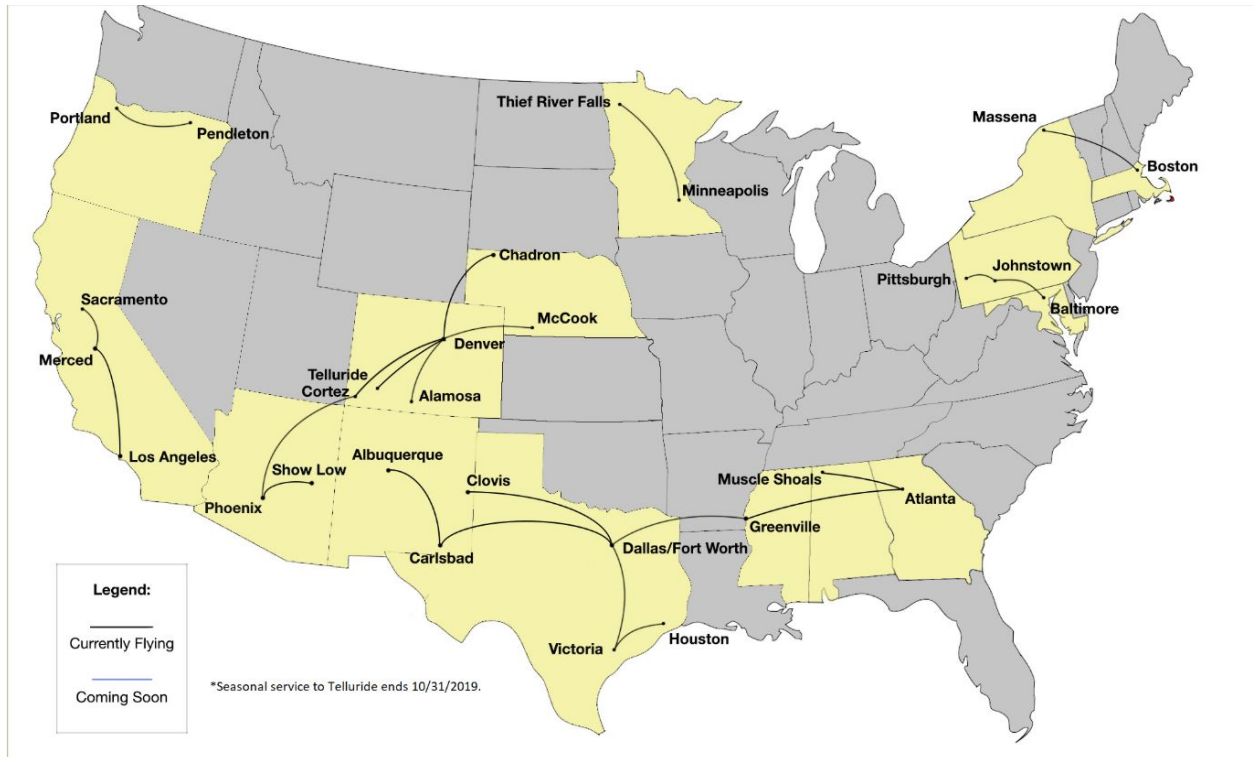 Thief River Falls
Massena
Portland
Pendleton
Boston
Minneapolis
Chadron
Pittsburgh
Johnstown
Sacramento
Baltimore
McCook
Merced
Denver
Telluride
Cortez
Alamosa
Los Angeles
Albuquerque
Show Low
Clovis
Muscle Shoals
Atlanta
Phoenix
Greenville
Carlsbad
Dallas/Fort Worth
Legend:
Currently Flying
Coming Soon
Victoria
Houston
*Seasonal service to Telluride ends 10/31/2019.